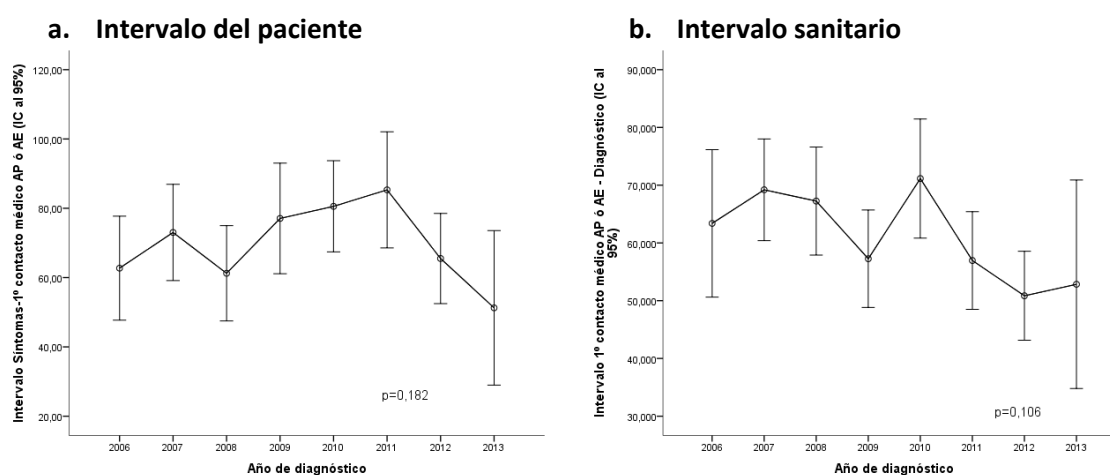 a. Intervalo del paciente
Intervalo Síntomas-1º contacto médico AP ó AE (IC al 95%)
120,00
100,00
80,00
60,00
40,00
20,00
p=0,182
2006 2007 2008 2009 2010 2011 2012 2013
Año de diagnóstico
b. Intervalo sanitario
Intervalo 1º contacto médico AP ó AE - Diagnóstico (IC al
95%)
90,000
80,000
70,000
60,000
50,000
40,000
30,000
p=0,106
2006 2007 2008 2009 2010 2011 2012 2013
Año de diagnóstico